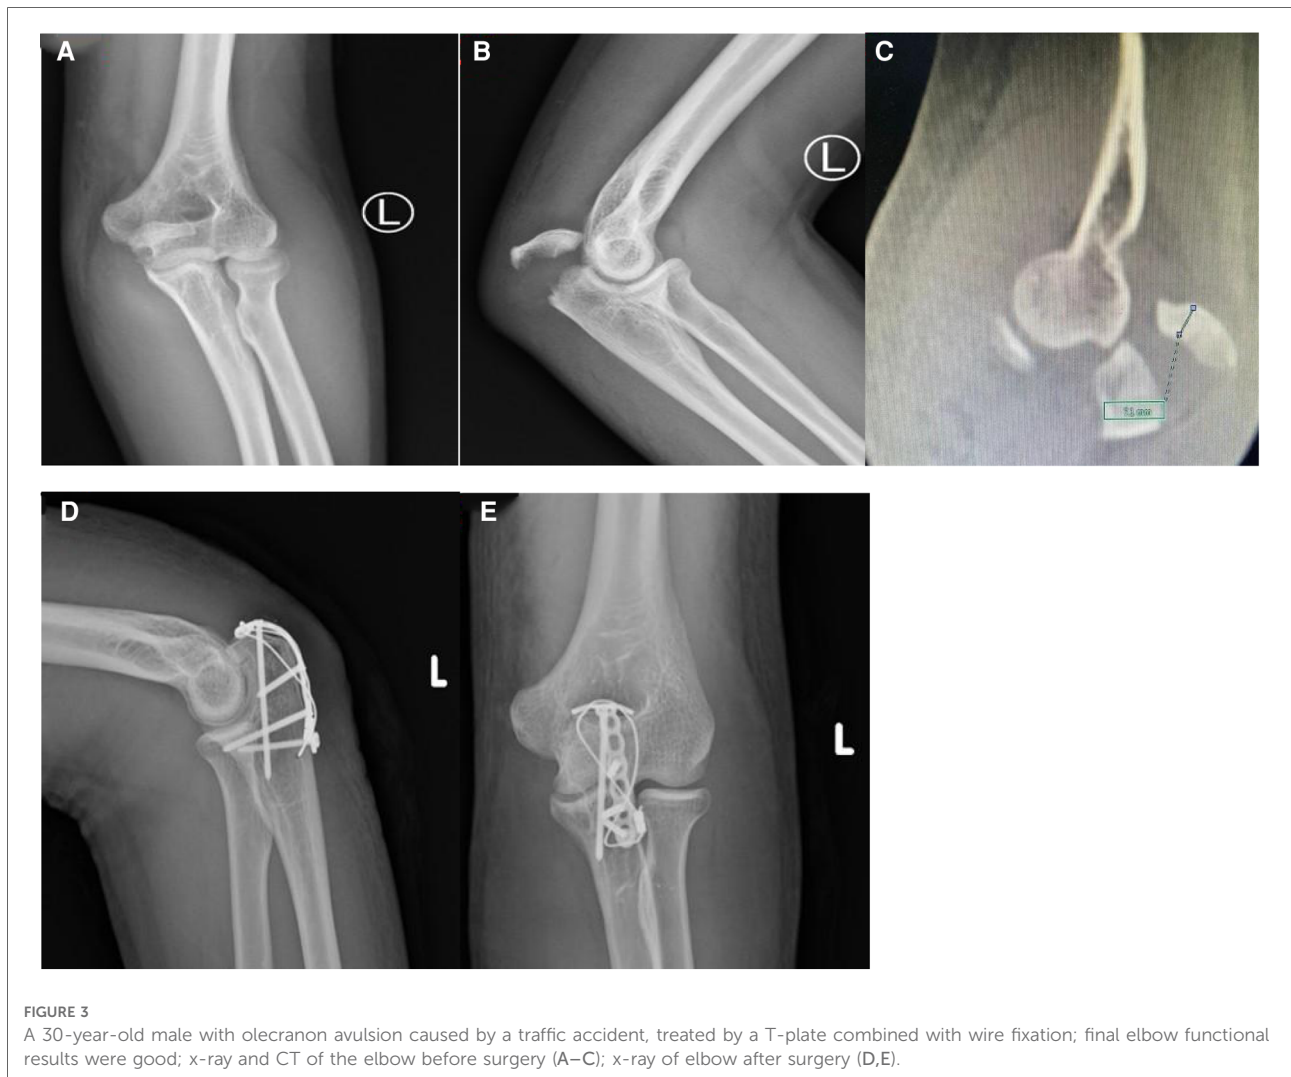 A
B
C
L
L
D
E
L
L
FIGURE 3
A 30-year-old male with olecranon avulsion caused by a traffic accident, treated by a T-plate combined with wire fixation; final elbow functional
results were good; x-ray and CT of the elbow before surgery (A–C); x-ray of elbow after surgery (D,E).